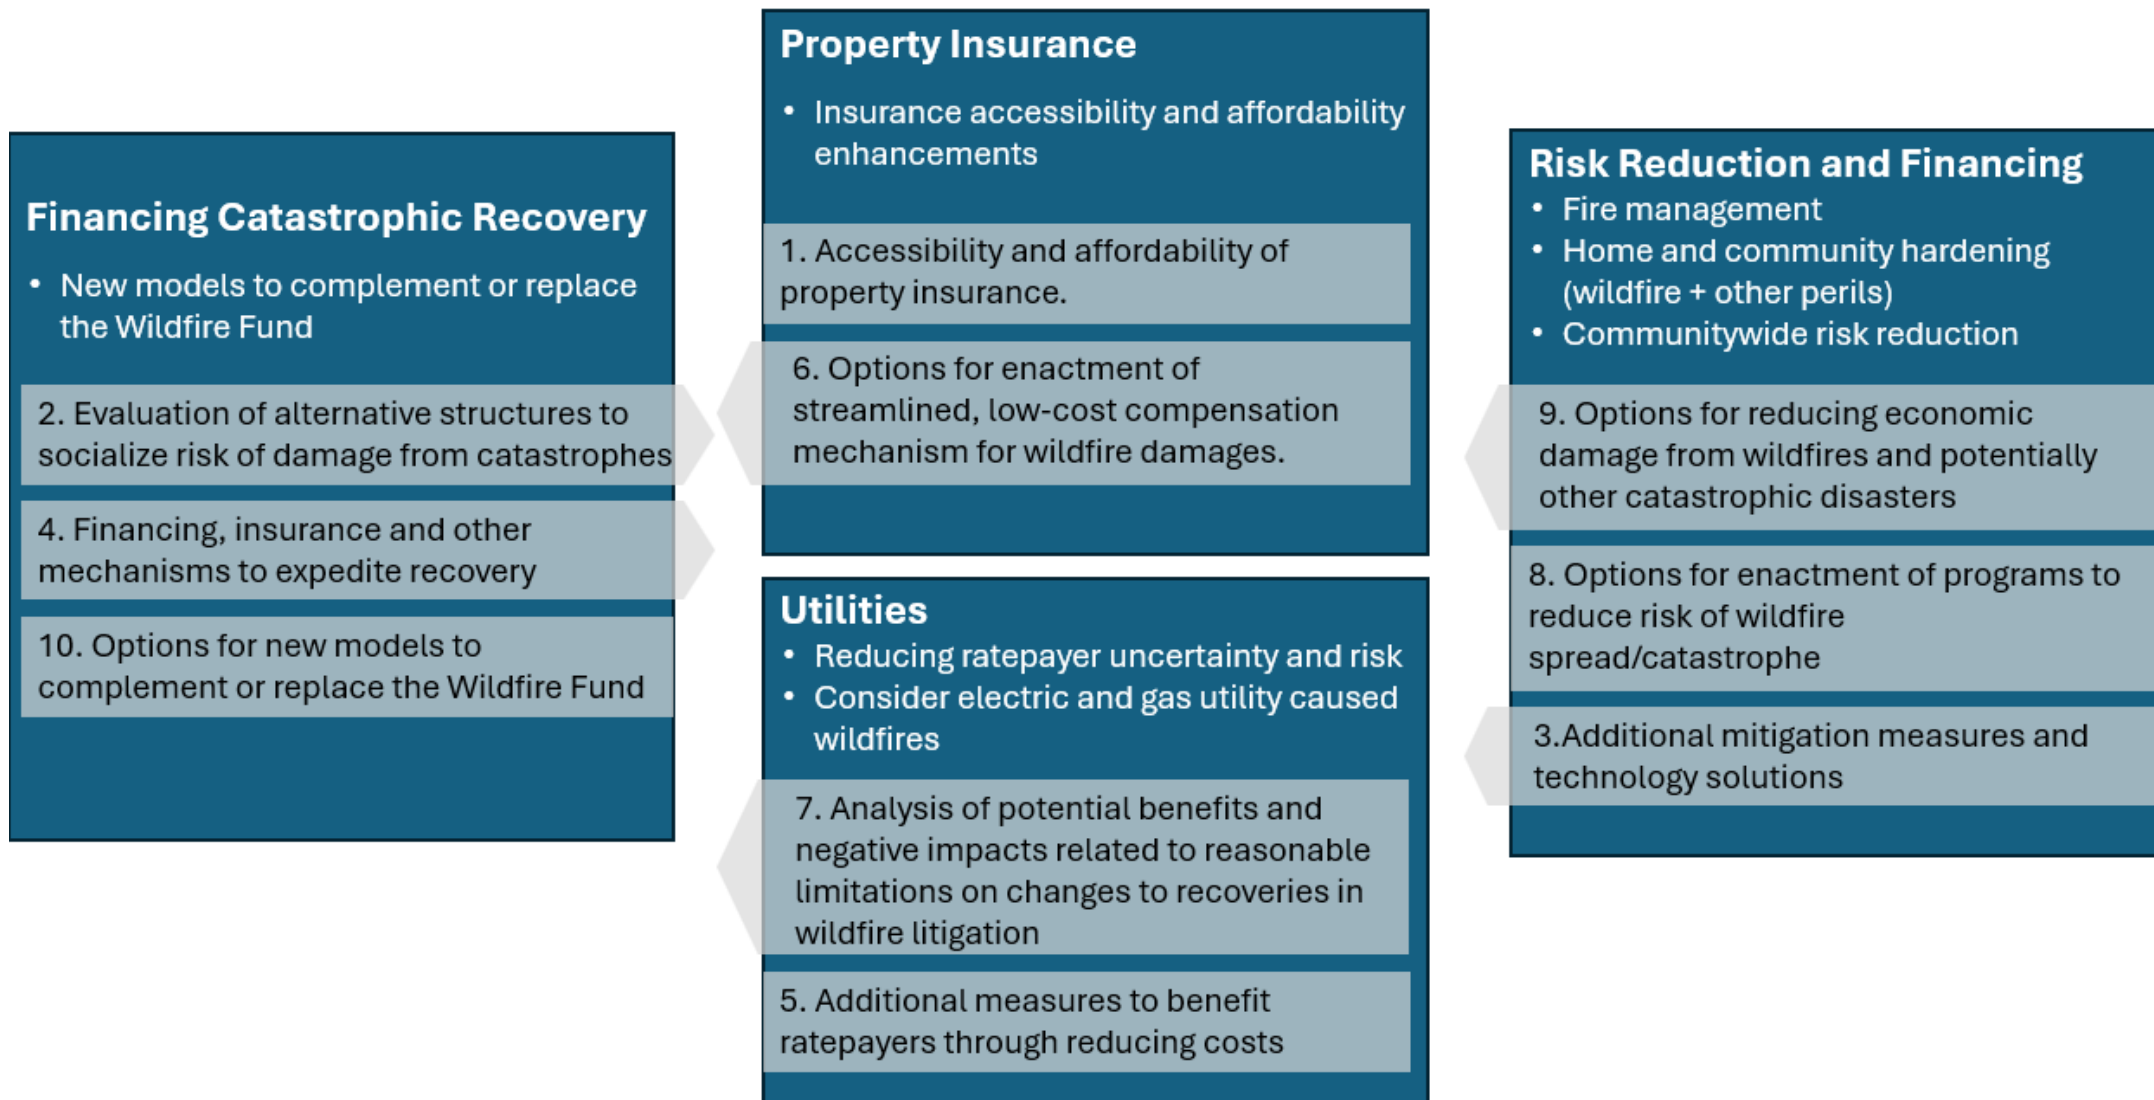 Financing Catastrophic Recovery
• New models to complement or replace
the Wildfire Fund
2. Evaluation of alternative structures to
socialize risk of damage from catastrophes
4. Financing, insurance and other
mechanisms to expedite recovery
10. Options for new models to
complement or replace the Wildfire Fund
Property Insurance
• Insurance accessibility and affordability
enhancements
1. Accessibility and affordability of
property insurance.
6. Options for enactment of
streamlined, low-cost compensation
mechanism for wildfire damages.
Utilities
• Reducing ratepayer uncertainty and risk
• Consider electric and gas utility caused
wildfires
7. Analysis of potential benefits and
negative impacts related to reasonable
limitations on changes to recoveries in
wildfire litigation
5. Additional measures to benefit
ratepayers through reducing costs
Risk Reduction and Financing
• Fire management
• Home and community hardening
(wildfire + other perils)
• Communitywide risk reduction
9. Options for reducing economic
damage from wildfires and potentially
other catastrophic disasters
8. Options for enactment of programs to
reduce risk of wildfire
spread/catastrophe
3.Additional mitigation measures and
technology solutions